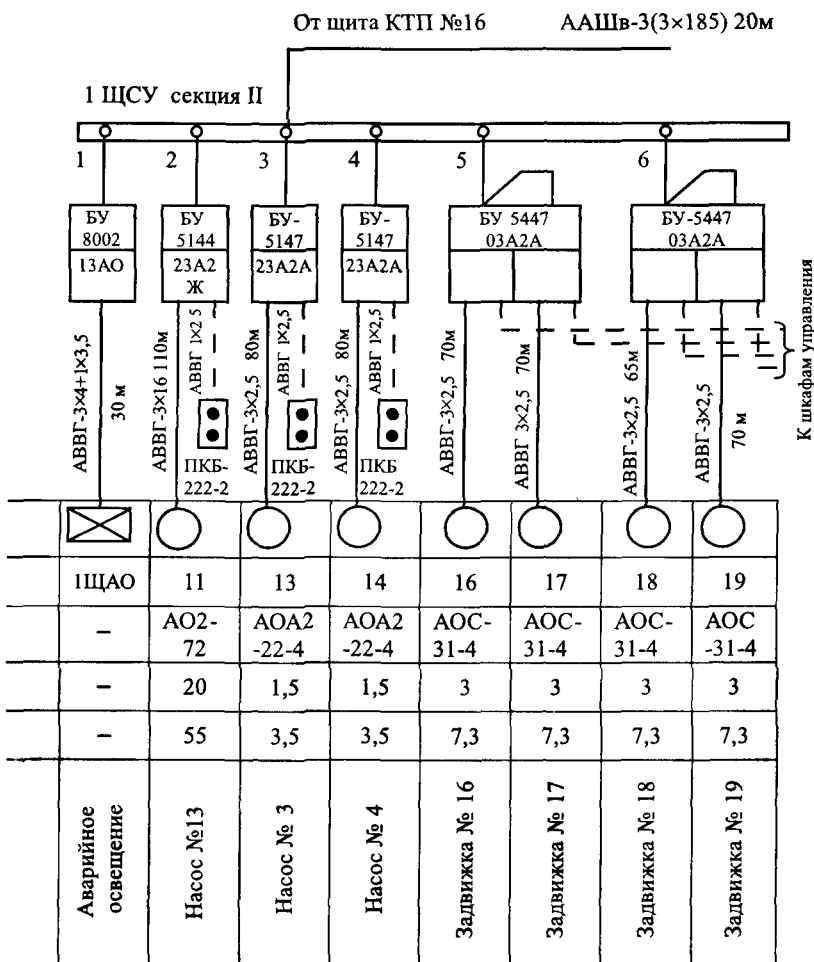 От щита КТП №16 ААШв-3(3×185) 20м
1 ЩСУ секция II
1 2 3 4 5 6
БУ 8002 13АО
БУ 5144 23А2 Ж
БУ-5147 23А2А
БУ-5147 23А2А
БУ 5447 03А2А
БУ-5447 03А2А
АВВГ-3×4+1×3,5 30 м
АВВГ-3×16 110м
АВВГ 1×2 5
ПКБ-222-2
АВВГ-3×2,5 80м
АВВГ 1×2,5
ПКБ-222-2
АВВГ-3×2,5 80м
АВВГ 1×2,5
ПКБ 222-2
АВВГ-3×2,5 70м
АВВГ 3×2,5 70м
АВВГ-3×2,5 65м
АВВГ-3×2,5 70 м
К шкафам управления
1ЩАО 11 13 14 16 17 18 19
– АО2-72 АОА2-22-4 АОА2-22-4 АОС-31-4 АОС-31-4 АОС-31-4 АОС-31-4
– 20 1,5 1,5 3 3 3 3
– 55 3,5 3,5 7,3 7,3 7,3 7,3
Аварийное освещение
Насос №13
Насос № 3
Насос № 4
Задвижка № 16
Задвижка № 17
Задвижка № 18
Задвижка № 19